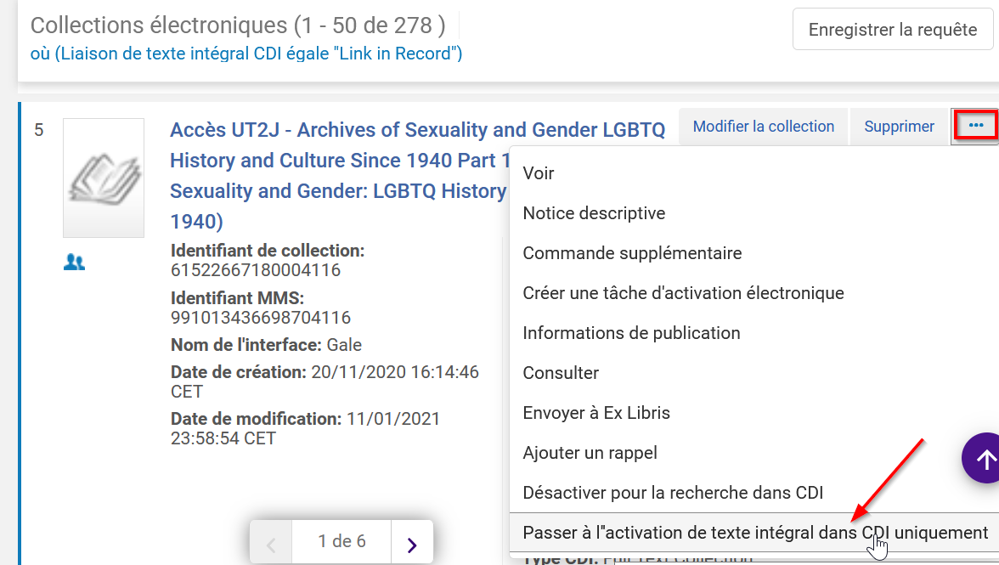 Collections électroniques (1 - 50 de 278 )
Enregistrer la requête
où (Liaison de texte intégral CDI égale "Link in Record")
5
Accès UT2J - Archives of Sexuality and Gender LGBTQ
History and Culture Since 1940 Part 1
Sexuality and Gender: LGBTQ History
1940)
Modifier la collection
Supprimer
...
Identifiant de collection:
61522667180004116
Identifiant MMS:
991013436698704116
Nom de l'interface: Gale
Date de création: 20/11/2020 16:14:46
CET
Date de modification: 11/01/2021
23:58:54 CET
Voir
Notice descriptive
Commande supplémentaire
Créer une tâche d'activation électronique
Informations de publication
Consulter
Envoyer à Ex Libris
Ajouter un rappel
Désactiver pour la recherche dans CDI
Passer à l''activation de texte intégral dans CDI uniquement
Type CDI: Full Text Collection
1 de 6